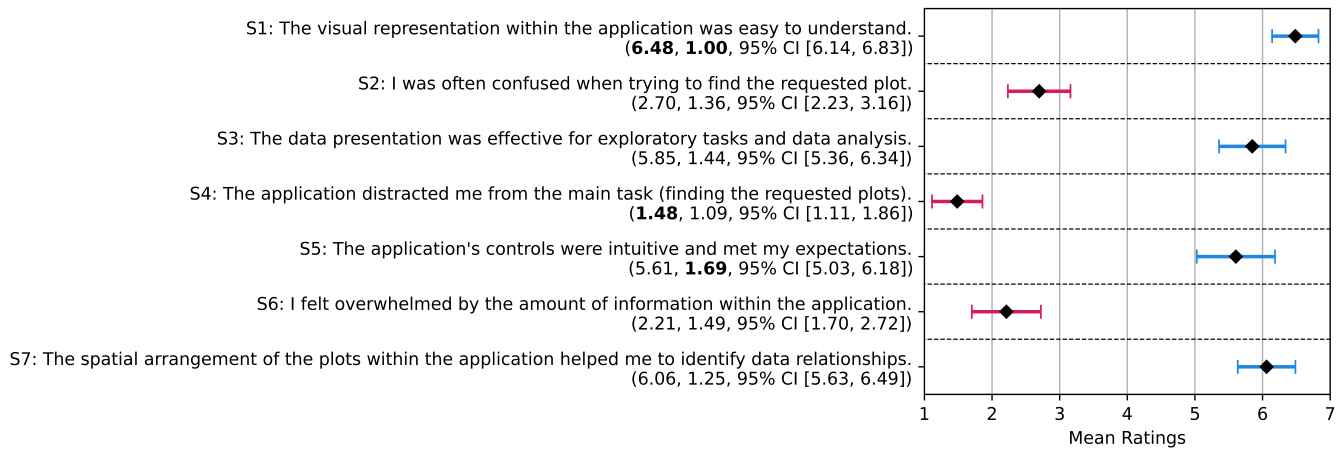 S1: The visual representation within the application was easy to understand.
(6.48, 1.00, 95% CI [6.14, 6.83])
S2: I was often confused when trying to find the requested plot.
(2.70, 1.36, 95% CI [2.23, 3.16])
S3: The data presentation was effective for exploratory tasks and data analysis.
(5.85, 1.44, 95% CI [5.36, 6.34])
S4: The application distracted me from the main task (finding the requested plots).
(1.48, 1.09, 95% CI [1.11, 1.86])
S5: The application's controls were intuitive and met my expectations.
(5.61, 1.69, 95% CI [5.03, 6.18])
S6: I felt overwhelmed by the amount of information within the application.
(2.21, 1.49, 95% CI [1.70, 2.72])
S7: The spatial arrangement of the plots within the application helped me to identify data relationships.
(6.06, 1.25, 95% CI [5.63, 6.49])
1 2 3 4 5 6 7
Mean Ratings